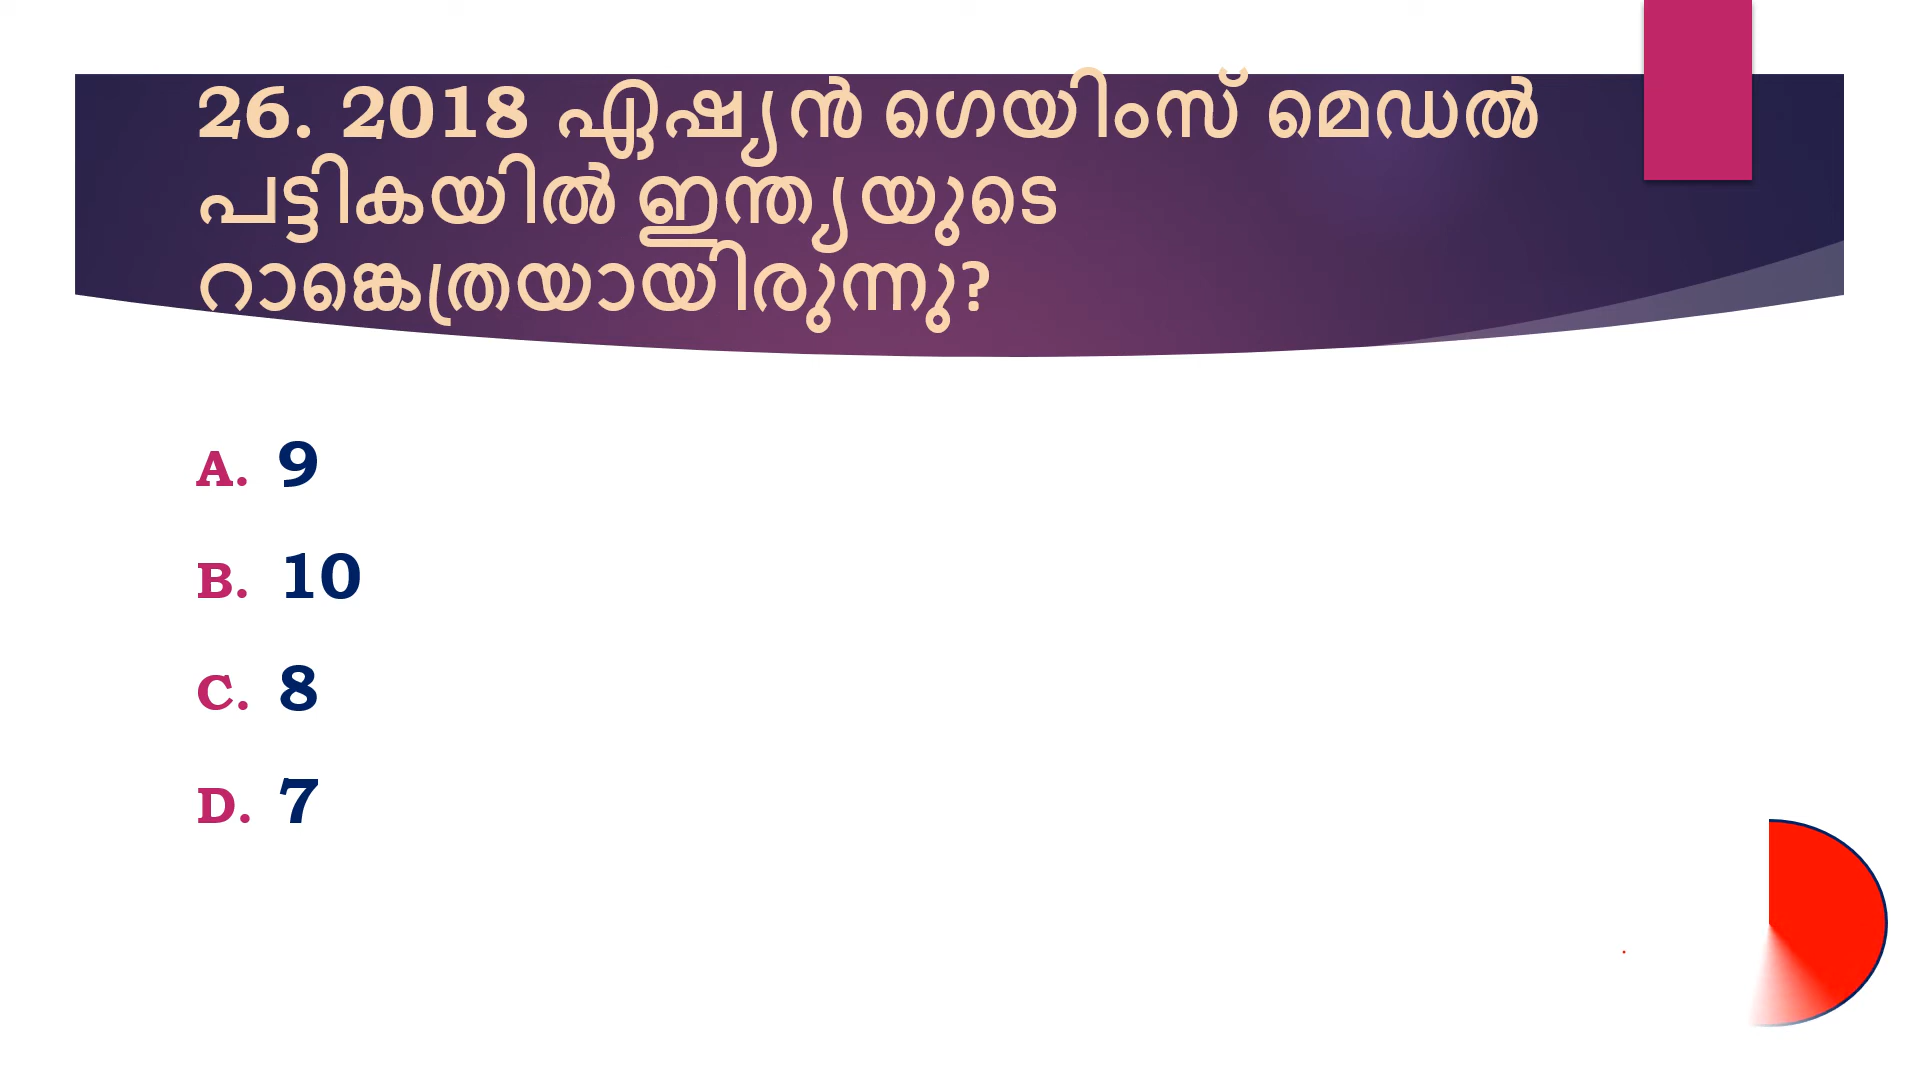 26. 2018 ഏഷ്യൻ ഗെയിംസ് മെഡൽ
പട്ടികയിൽ ഇന്ത്യയുടെ
റാങ്കെത്രയായിരുന്നു?
A. 9
B. 10
C. 8
D. 7